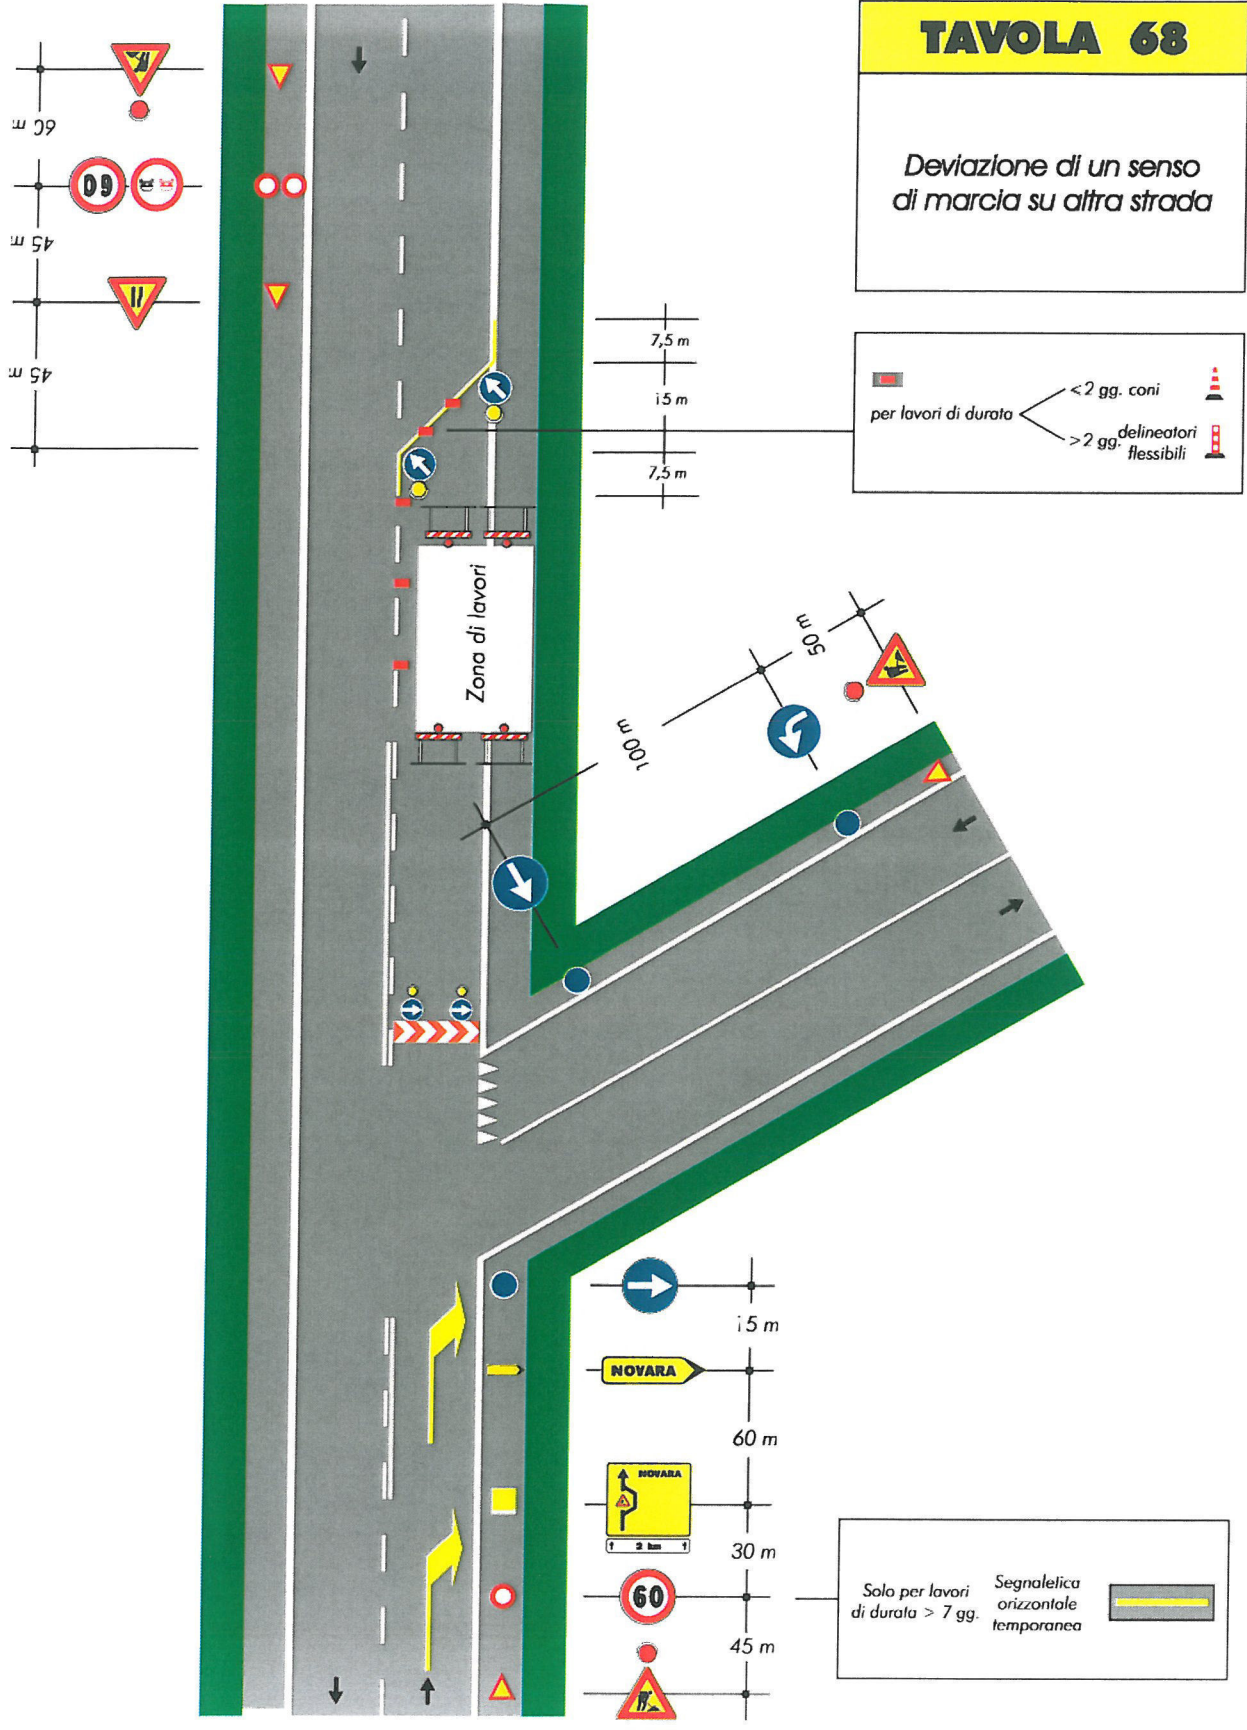 TAVOLA 68
Deviazione di un senso
di marcia su altra strada
60 m
60
45 m
45 m
7,5 m
15 m
7,5 m
per lavori di durata
<2 gg. coni
>2 gg. delineatori
flessibili
Zona di lavori
50 m
100 m
15 m
NOVARA
60 m
NOVARA
2 km
30 m
60
45 m
Solo per lavori
di durata > 7 gg.
Segnaletica
orizzontale
temporanea